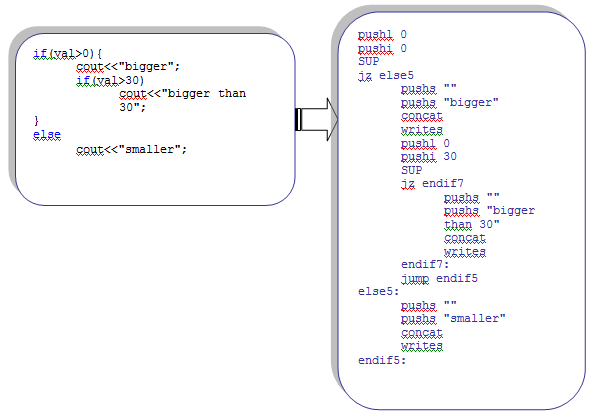 if(val>0){
cout<<"bigger";
if(val>30)
cout<<"bigger than
30";
}
else
cout<<"smaller";
pushl 0
pushi 0
SUP
jz else5
pushs ""
pushs "bigger"
concat
writes
pushl 0
pushi 30
SUP
jz endif7
pushs ""
pushs "bigger
than 30"
concat
writes
endif7:
jump endif5
else5:
pushs ""
pushs "smaller"
concat
writes
endif5: